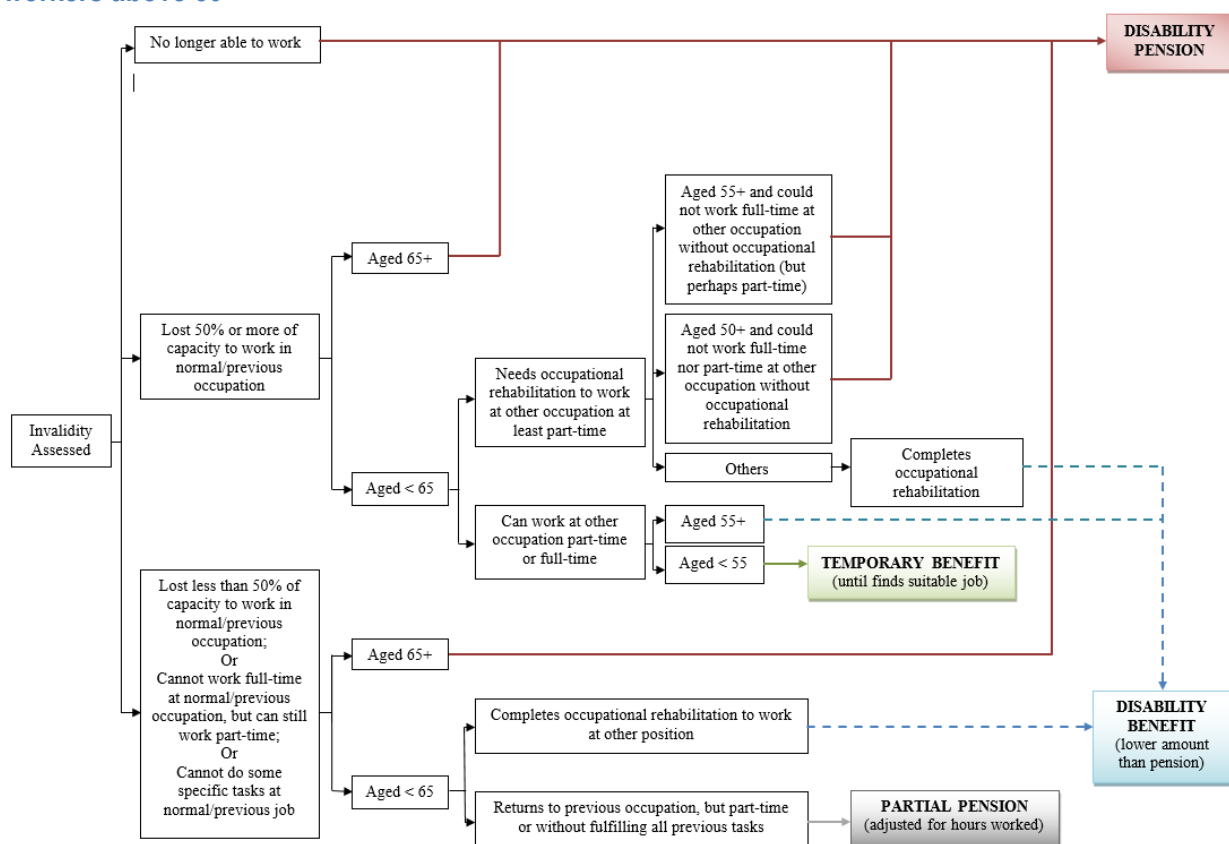 No longer able to work
DISABILITY
PENSION
Aged 55+ and could
not work full-time at
other occupation
without occupational
rehabilitation (but
perhaps part-time)
Aged 65+
Lost 50% or more of
capacity to work in
normal/previous
occupation
Aged 50+ and could
not work full-time
nor part-time at other
occupation without
occupational
rehabilitation
Needs occupational
rehabilitation to work
at other occupation at
least part-time
Invalidity
Assessed
Others
Completes
occupational
rehabilitation
Aged < 65
Can work at other
occupation part-time
or full-time
Aged 55+
Aged < 55
TEMPORARY BENEFIT
(until finds suitable job)
Lost less than 50% of
capacity to work in
normal/previous
occupation;
Or
Cannot work full-time
at normal/previous
occupation, but can still
work part-time;
Or
Cannot do some
specific tasks at
normal/previous job
Aged 65+
Completes occupational rehabilitation to work
at other position
DISABILITY
BENEFIT
(lower amount
than pension)
Aged < 65
Returns to previous occupation, but part-time
or without fulfilling all previous tasks
PARTIAL PENSION
(adjusted for hours worked)